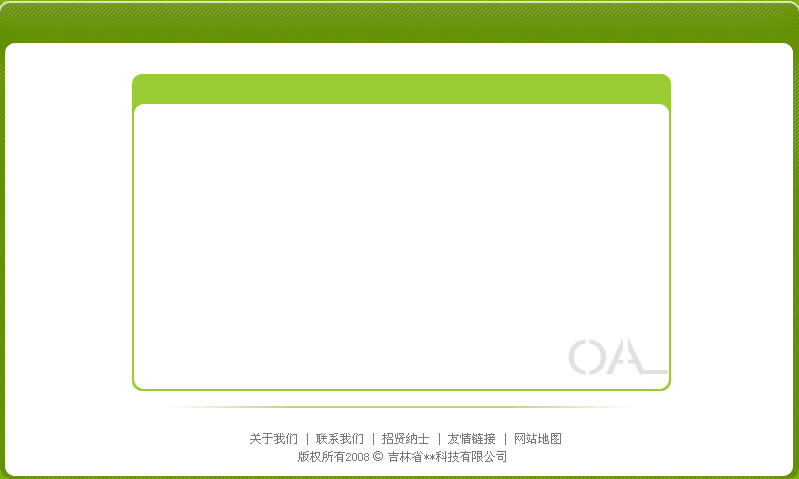 OA_
关于我们 | 联系我们 | 招贤纳士 | 友情链接 | 网站地图
版权所有2008 © 吉林省**科技有限公司